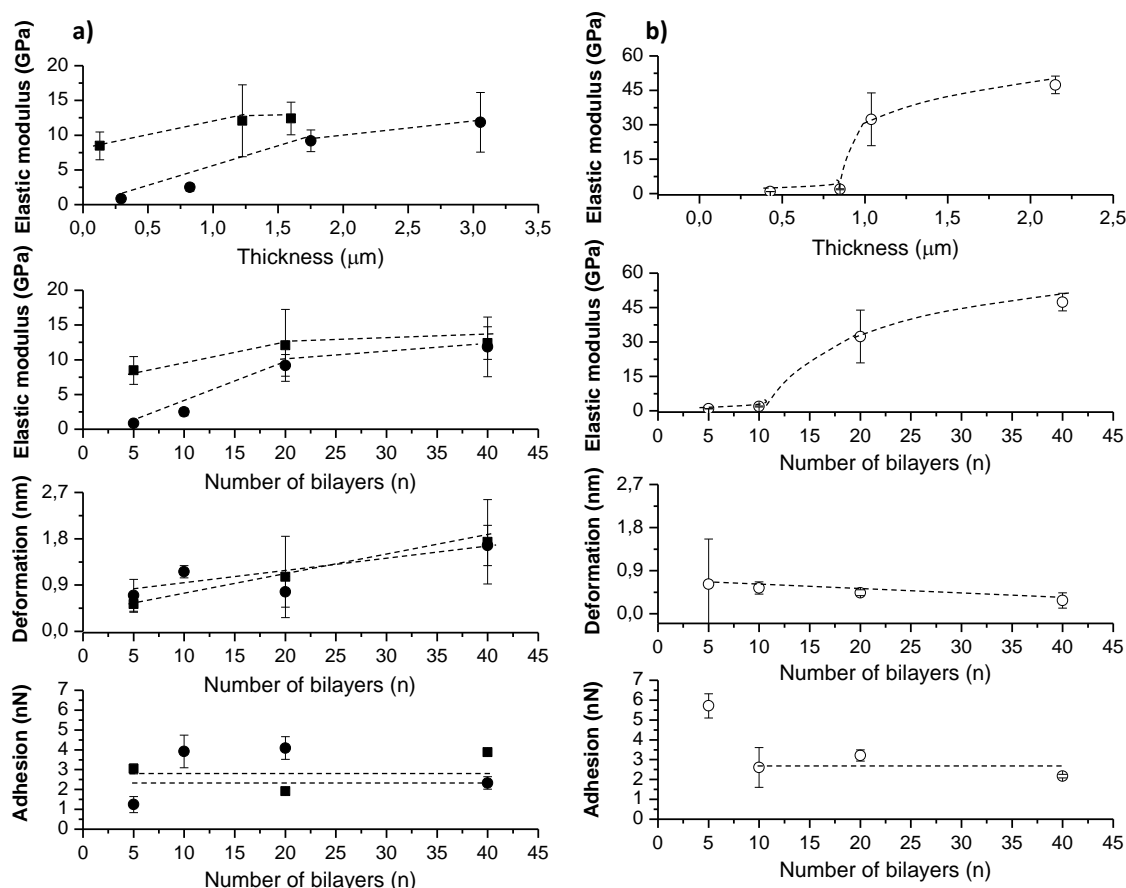 a)
Elastic modulus (GPa)
20
15
10
5
0
0,0 0,5 1,0 1,5 2,0 2,5 3,0 3,5
Thickness (μm)
Elastic modulus (GPa)
20
15
10
5
0
0 5 10 15 20 25 30 35 40 45
Number of bilayers (n)
Deformation (nm)
2,7
1,8
0,9
0,0
0 5 10 15 20 25 30 35 40 45
Number of bilayers (n)
Adhesion (nN)
7
6
5
4
3
2
1
0
0 5 10 15 20 25 30 35 40 45
Number of bilayers (n)
b)
Elastic modulus (GPa)
60
45
30
15
0
0,0 0,5 1,0 1,5 2,0 2,5
Thickness (μm)
Elastic modulus (GPa)
60
45
30
15
0
0 5 10 15 20 25 30 35 40 45
Number of bilayers (n)
Deformation (nm)
2,7
1,8
0,9
0,0
0 5 10 15 20 25 30 35 40 45
Number of bilayers (n)
Adhesion (nN)
7
6
5
4
3
2
1
0
0 5 10 15 20 25 30 35 40 45
Number of bilayers (n)